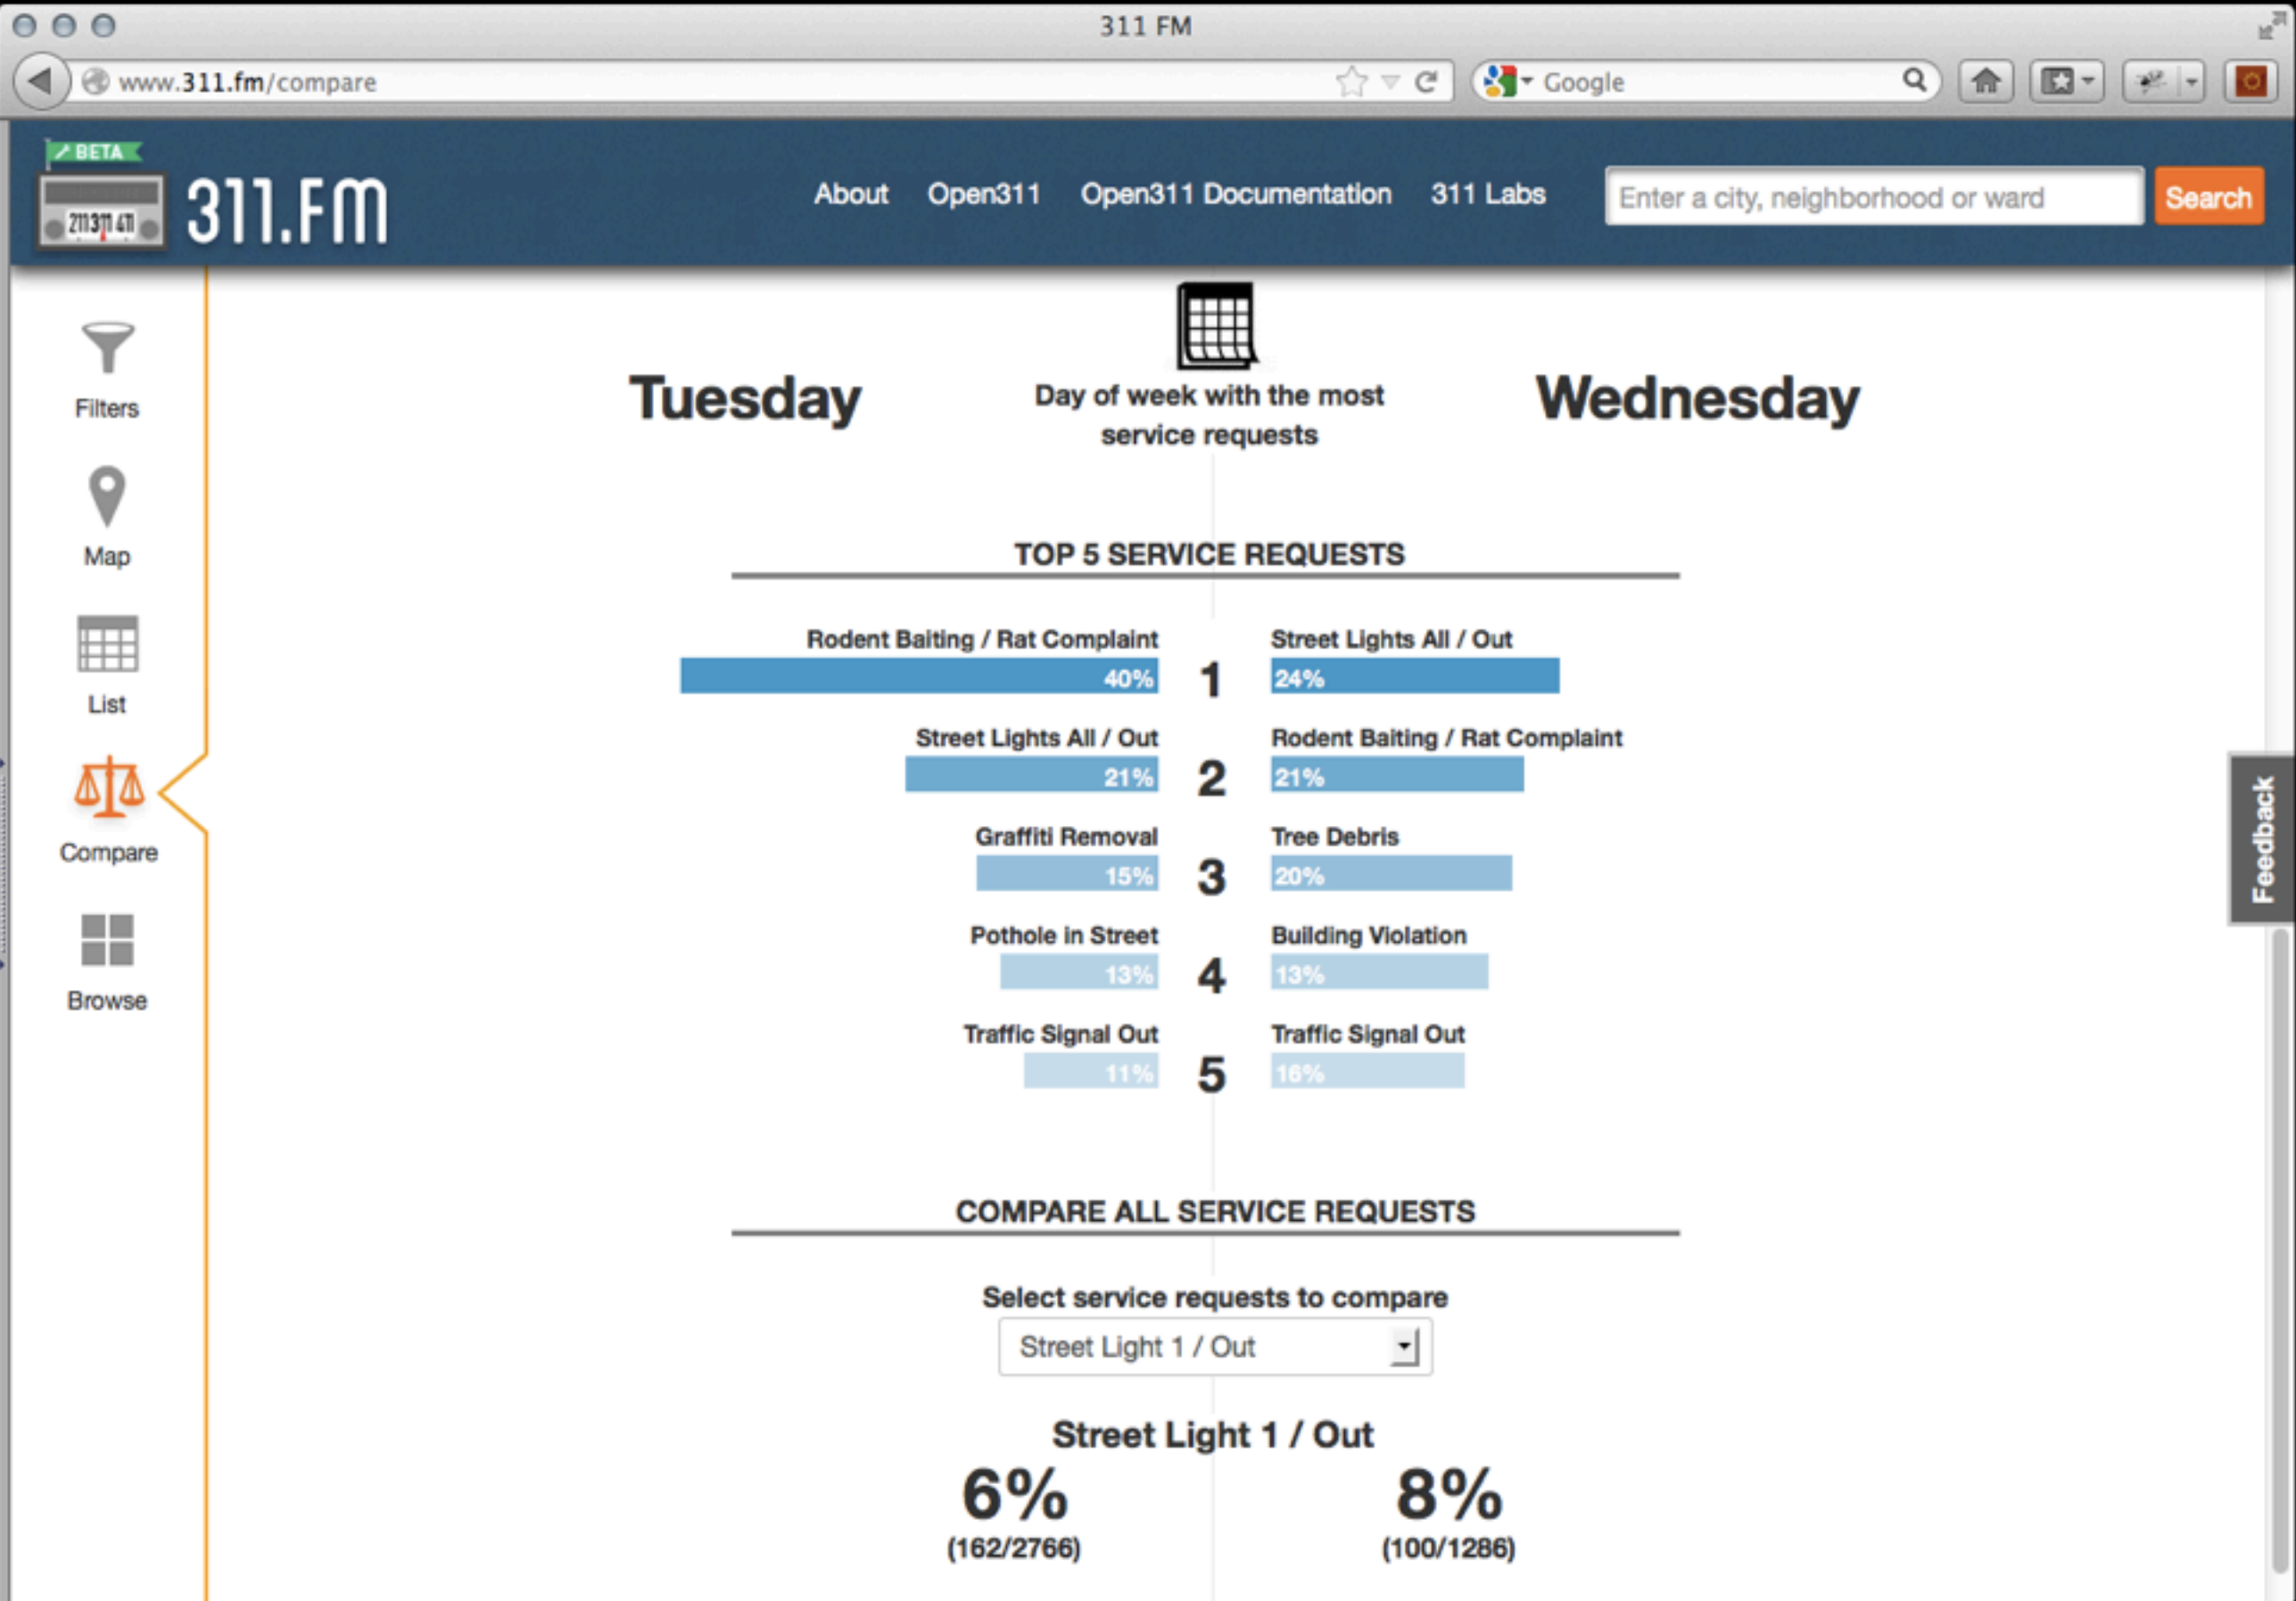 311 FM
www.311.fm/compare
Google
BETA
311.FM
About Open311 Open311 Documentation 311 Labs
Enter a city, neighborhood or ward
Search
Filters
Map
List
Compare
Browse
Tuesday
Day of week with the most
service requests
Wednesday
TOP 5 SERVICE REQUESTS
Rodent Baiting / Rat Complaint
40%
1
Street Lights All / Out
24%
Street Lights All / Out
21%
2
Rodent Baiting / Rat Complaint
21%
Graffiti Removal
15%
3
Tree Debris
20%
Pothole in Street
13%
4
Building Violation
13%
Traffic Signal Out
11%
5
Traffic Signal Out
16%
Feedback
COMPARE ALL SERVICE REQUESTS
Select service requests to compare
Street Light 1 / Out
Street Light 1 / Out
6%
(162/2766)
8%
(100/1286)